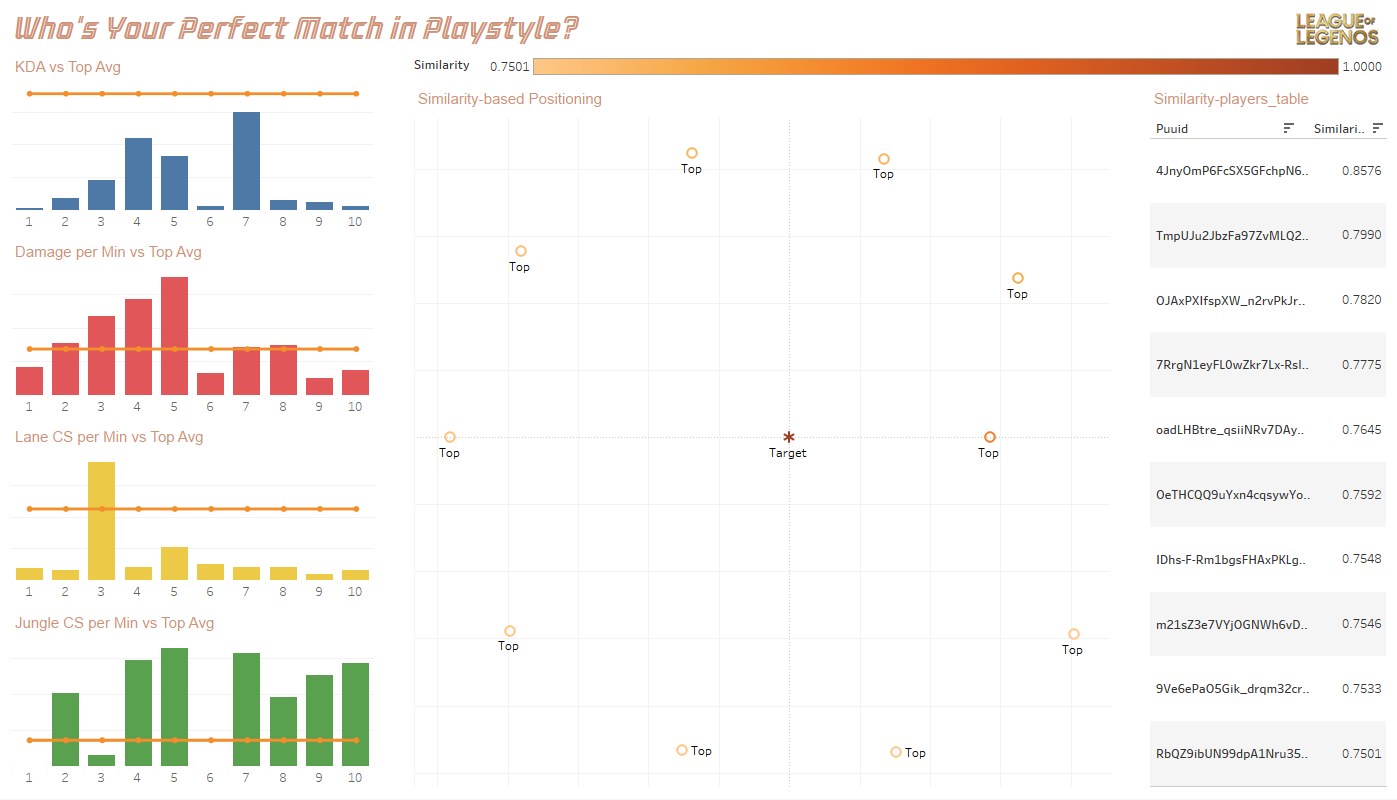 Who's Your Perfect Match in Playstyle?
LEAGUE OF LEGENDS
KDA vs Top Avg
1 2 3 4 5 6 7 8 9 10
Damage per Min vs Top Avg
1 2 3 4 5 6 7 8 9 10
Lane CS per Min vs Top Avg
1 2 3 4 5 6 7 8 9 10
Jungle CS per Min vs Top Avg
1 2 3 4 5 6 7 8 9 10
Similarity 0.7501 1.0000
Similarity-based Positioning
Top
Top
Top
Top
Top
Target
Top
Top
Top
Top
Top
Similarity-players_table
Puuid Similari..
4JnyOmP6FcSX5GFchpN6.. 0.8576
TmpUJu2JbzFa97ZvMLQ2.. 0.7990
OJAxPXIfspXW_n2rvPkJr.. 0.7820
7RrgN1eyFL0wZkr7Lx-RsI.. 0.7775
oadLHBtre_qsiiNRv7DAy.. 0.7645
OeTHCQQ9uYxn4cqsywYo.. 0.7592
IDhs-F-Rm1bgsFHAxPKLg.. 0.7548
m21sZ3e7VYjOGNWh6vD.. 0.7546
9Ve6ePaO5Gik_drqm32cr.. 0.7533
RbQZ9ibUN99dpA1Nru35.. 0.7501